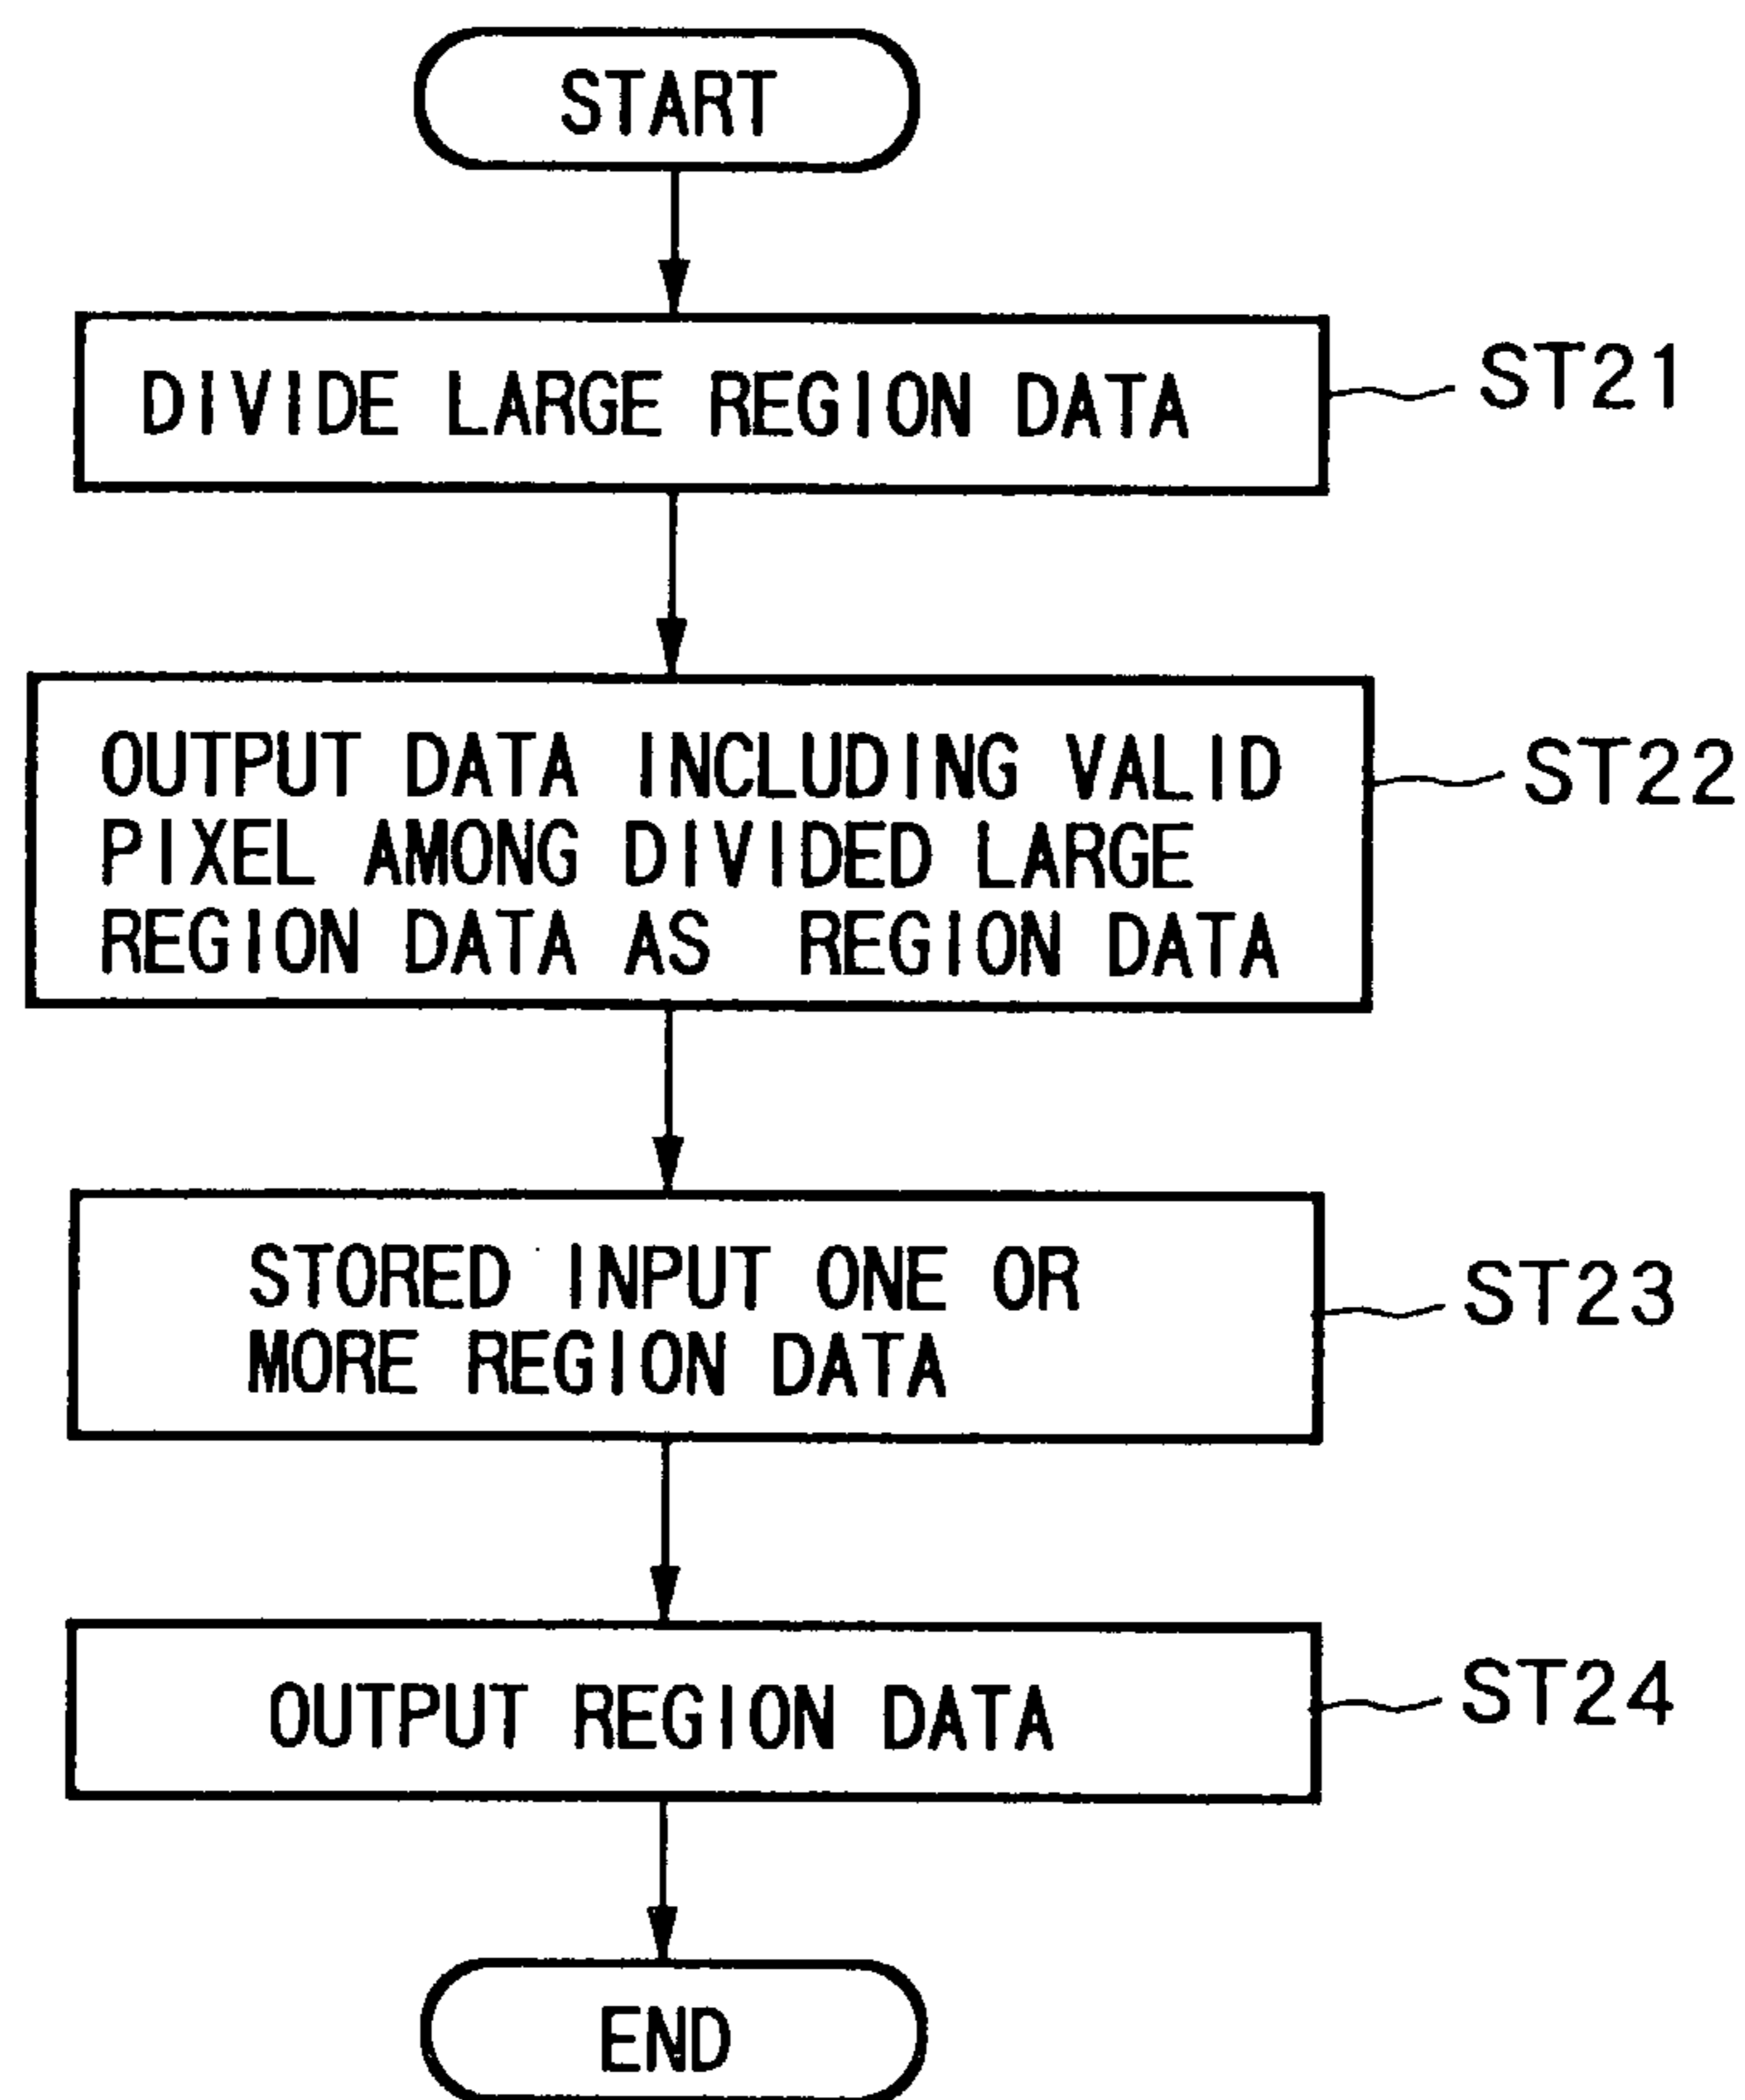 START
DIVIDE LARGE REGION DATA
ST21
OUTPUT DATA INCLUDING VALID
PIXEL AMONG DIVIDED LARGE
REGION DATA AS REGION DATA
ST22
STORED INPUT ONE OR
MORE REGION DATA
ST23
OUTPUT REGION DATA
ST24
END